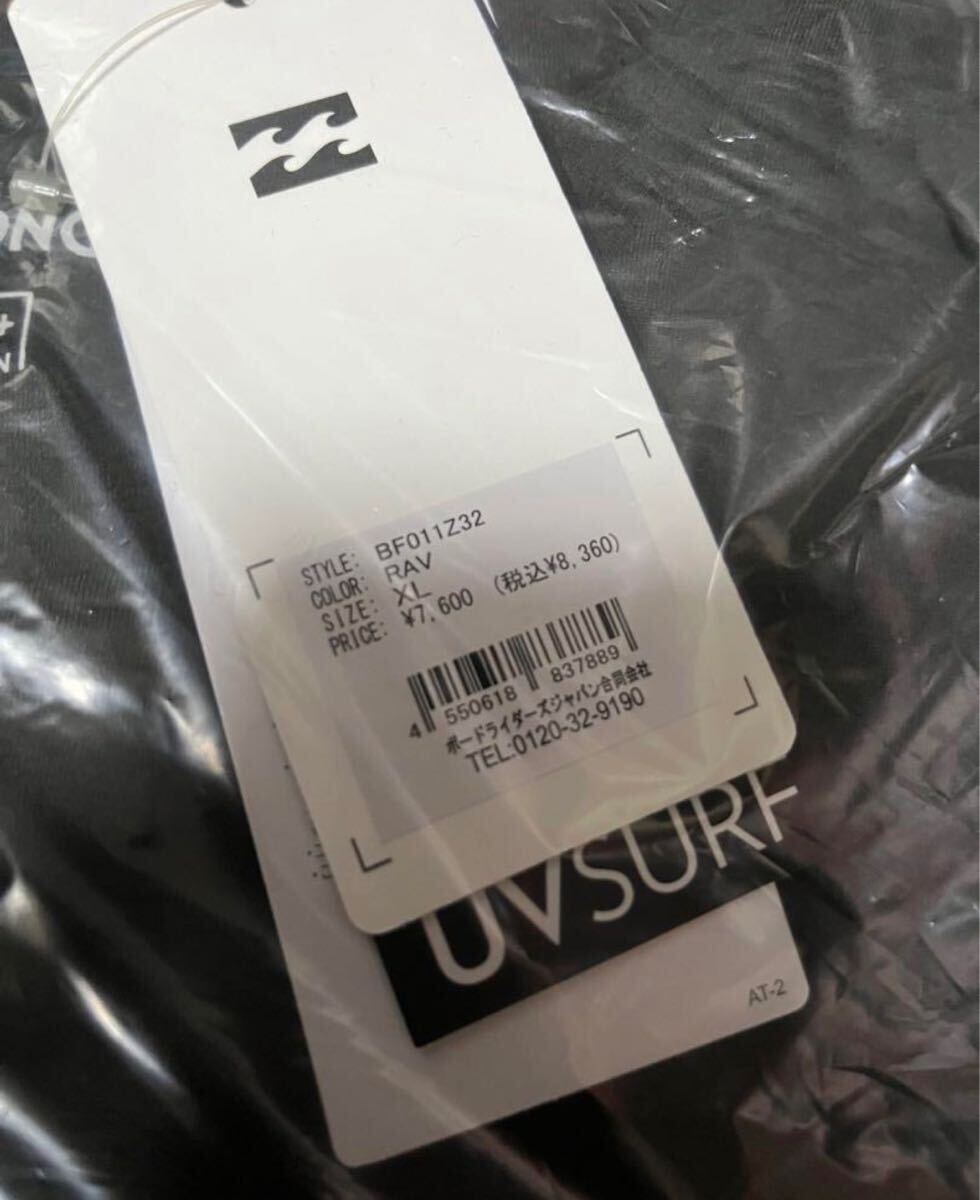 STYLE: BF011Z32
COLOR: RAV
SIZE: XL
PRICE: ¥7,600 (税込¥8,360)
4 550618 837889
ボードライダーズジャパン合同会社
TEL:0120-32-9190
UVSURF
AT-2
+
N